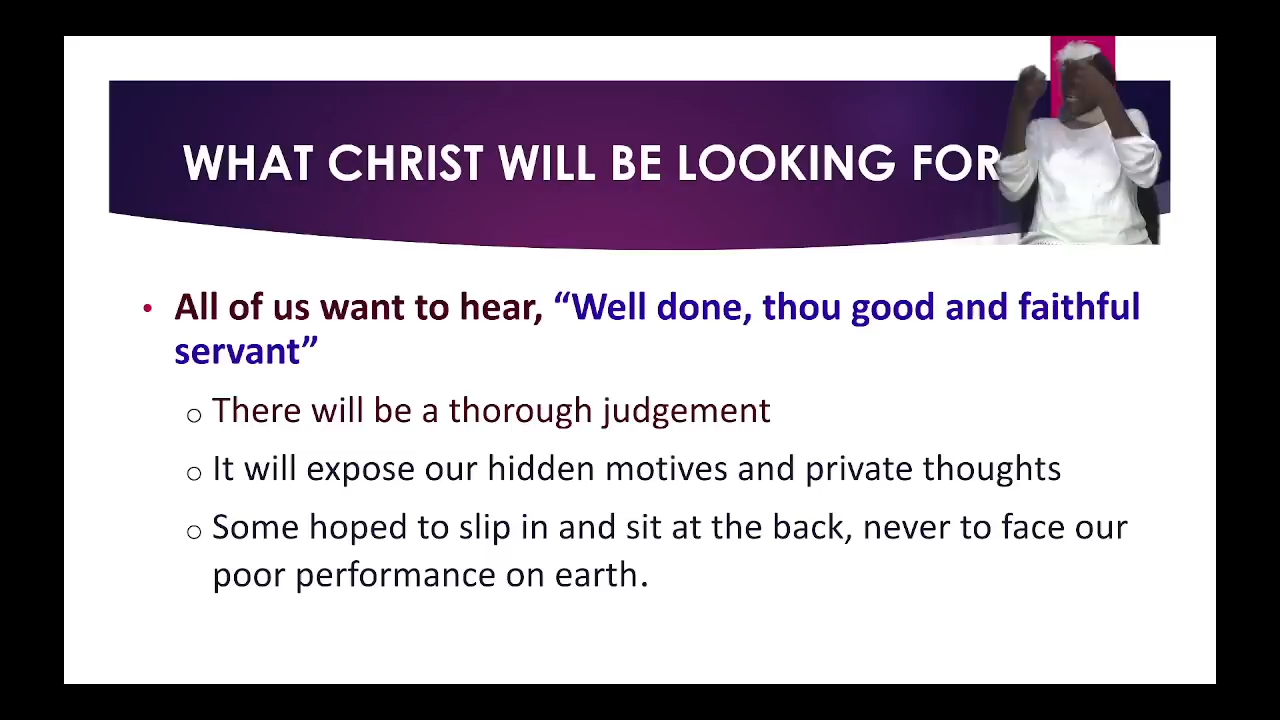 WHAT CHRIST WILL BE LOOKING FOR
• All of us want to hear, “Well done, thou good and faithful
servant”
o There will be a thorough judgement
o It will expose our hidden motives and private thoughts
o Some hoped to slip in and sit at the back, never to face our
poor performance on earth.